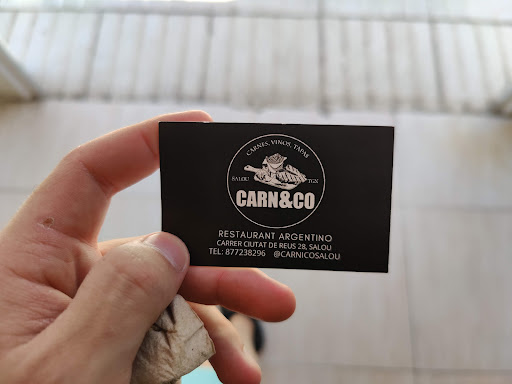 CARNES, VINOS, TAPAS
SALOU TGN
CARN&CO
RESTAURANT ARGENTINO
CARRER CIUTAT DE REUS 28, SALOU
TEL: 877238296 @CARNICOSALOU